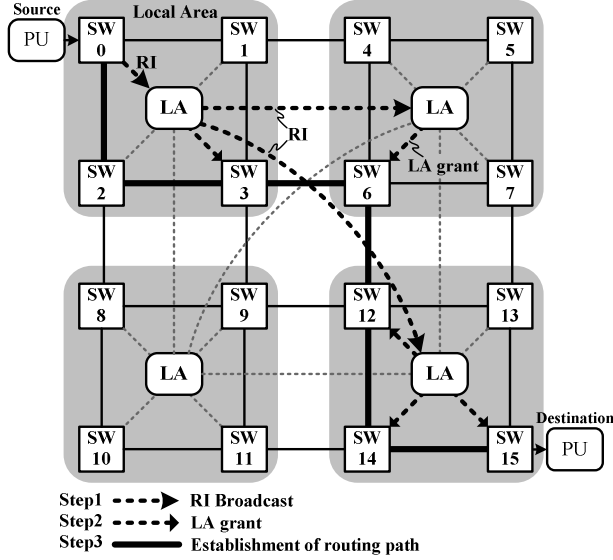 Source
PU
SW
0
Local Area
SW
1
SW
4
SW
5
RI
LA
LA
RI
LA grant
SW
2
SW
3
SW
6
SW
7
SW
8
SW
9
SW
12
SW
13
LA
LA
Destination
SW
10
SW
11
SW
14
SW
15
PU
Step1 RI Broadcast
Step2 LA grant
Step3 Establishment of routing path